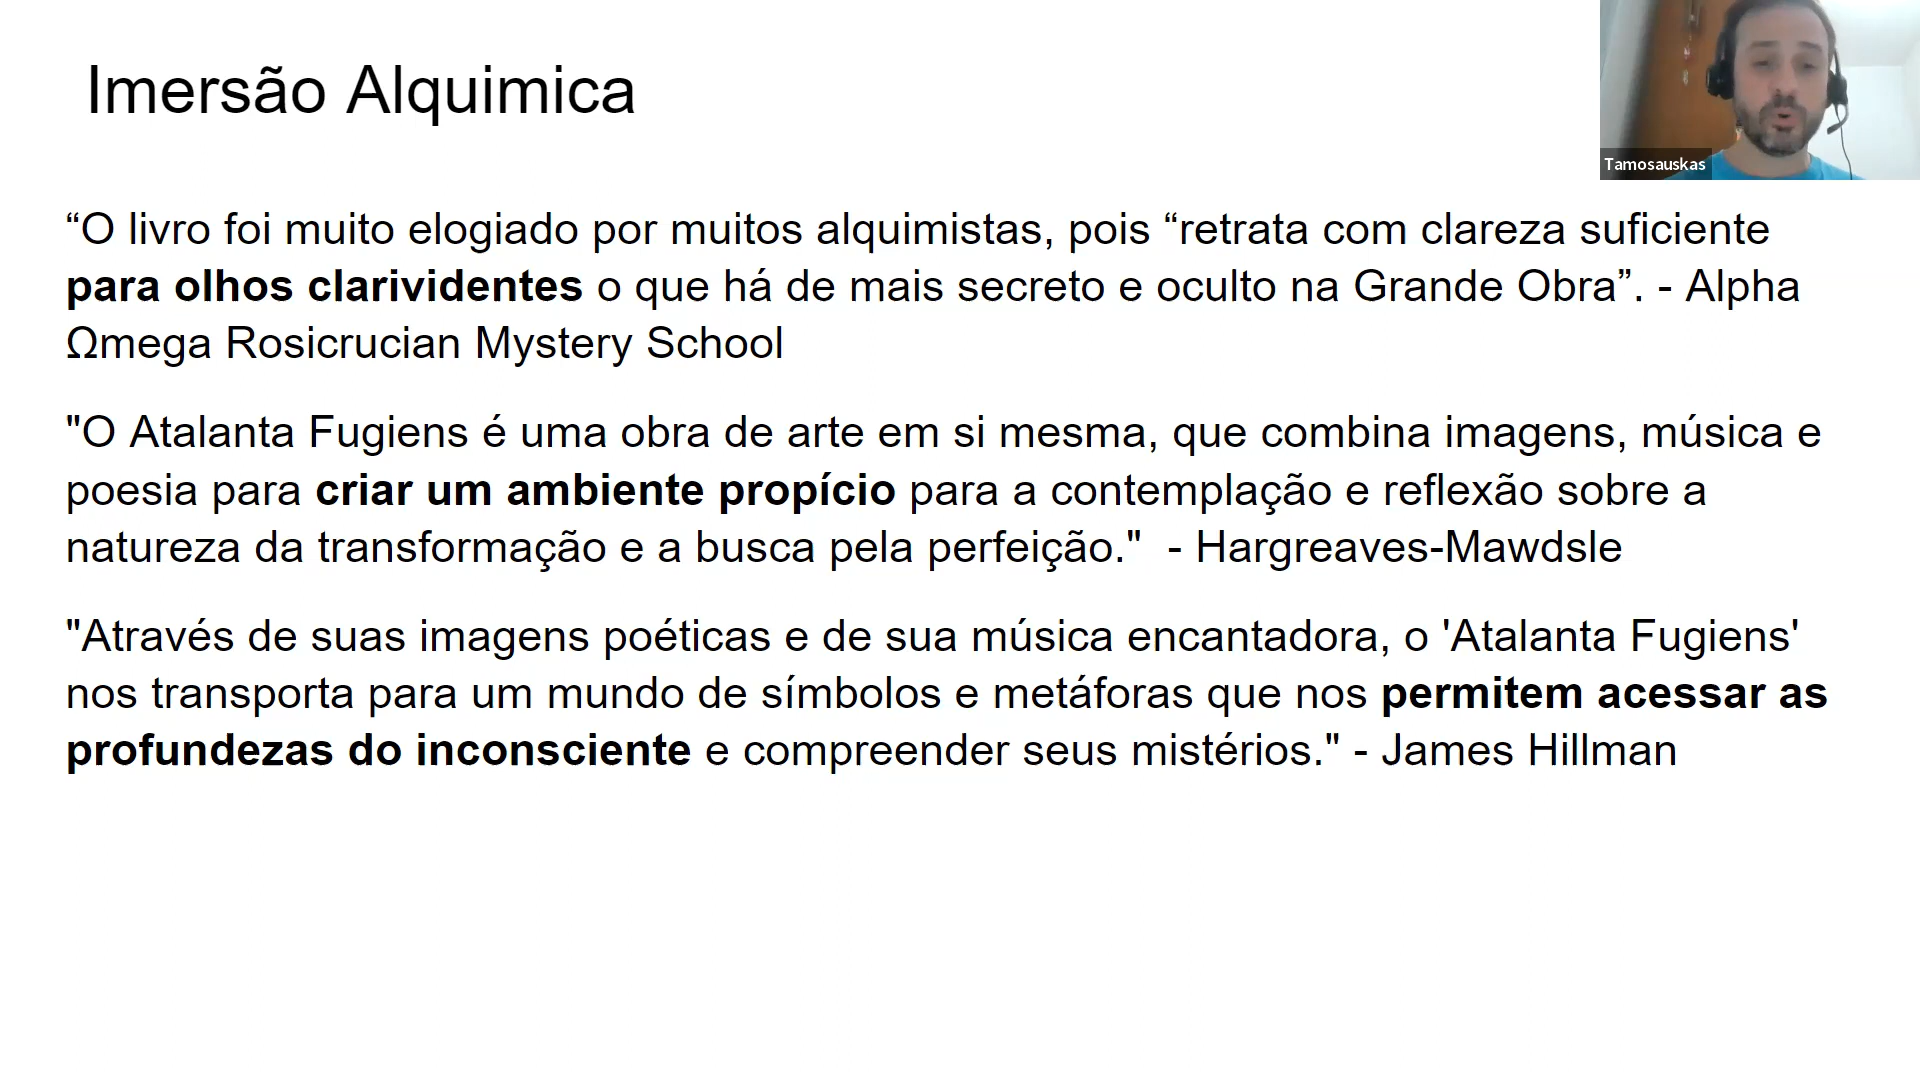 Imersão Alquimica
Tamosauskas
“O livro foi muito elogiado por muitos alquimistas, pois “retrata com clareza suficiente
para olhos clarividentes o que há de mais secreto e oculto na Grande Obra”. - Alpha
Ωmega Rosicrucian Mystery School
"O Atalanta Fugiens é uma obra de arte em si mesma, que combina imagens, música e
poesia para criar um ambiente propício para a contemplação e reflexão sobre a
natureza da transformação e a busca pela perfeição."  - Hargreaves-Mawdsle
"Através de suas imagens poéticas e de sua música encantadora, o 'Atalanta Fugiens'
nos transporta para um mundo de símbolos e metáforas que nos permitem acessar as
profundezas do inconsciente e compreender seus mistérios." - James Hillman